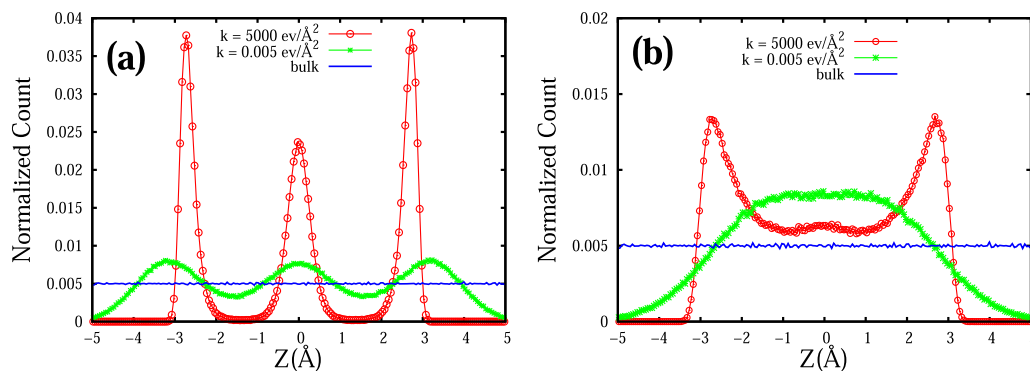 (a)
k = 5000 ev/Å²
k = 0.005 ev/Å²
bulk
Normalized Count
0.04
0.035
0.03
0.025
0.02
0.015
0.01
0.005
0
−5 −4 −3 −2 −1 0 1 2 3 4 5
Z(Å)
(b)
k = 5000 ev/Å²
k = 0.005 ev/Å²
bulk
Normalized Count
0.02
0.015
0.01
0.005
0
−5 −4 −3 −2 −1 0 1 2 3 4
Z(Å)